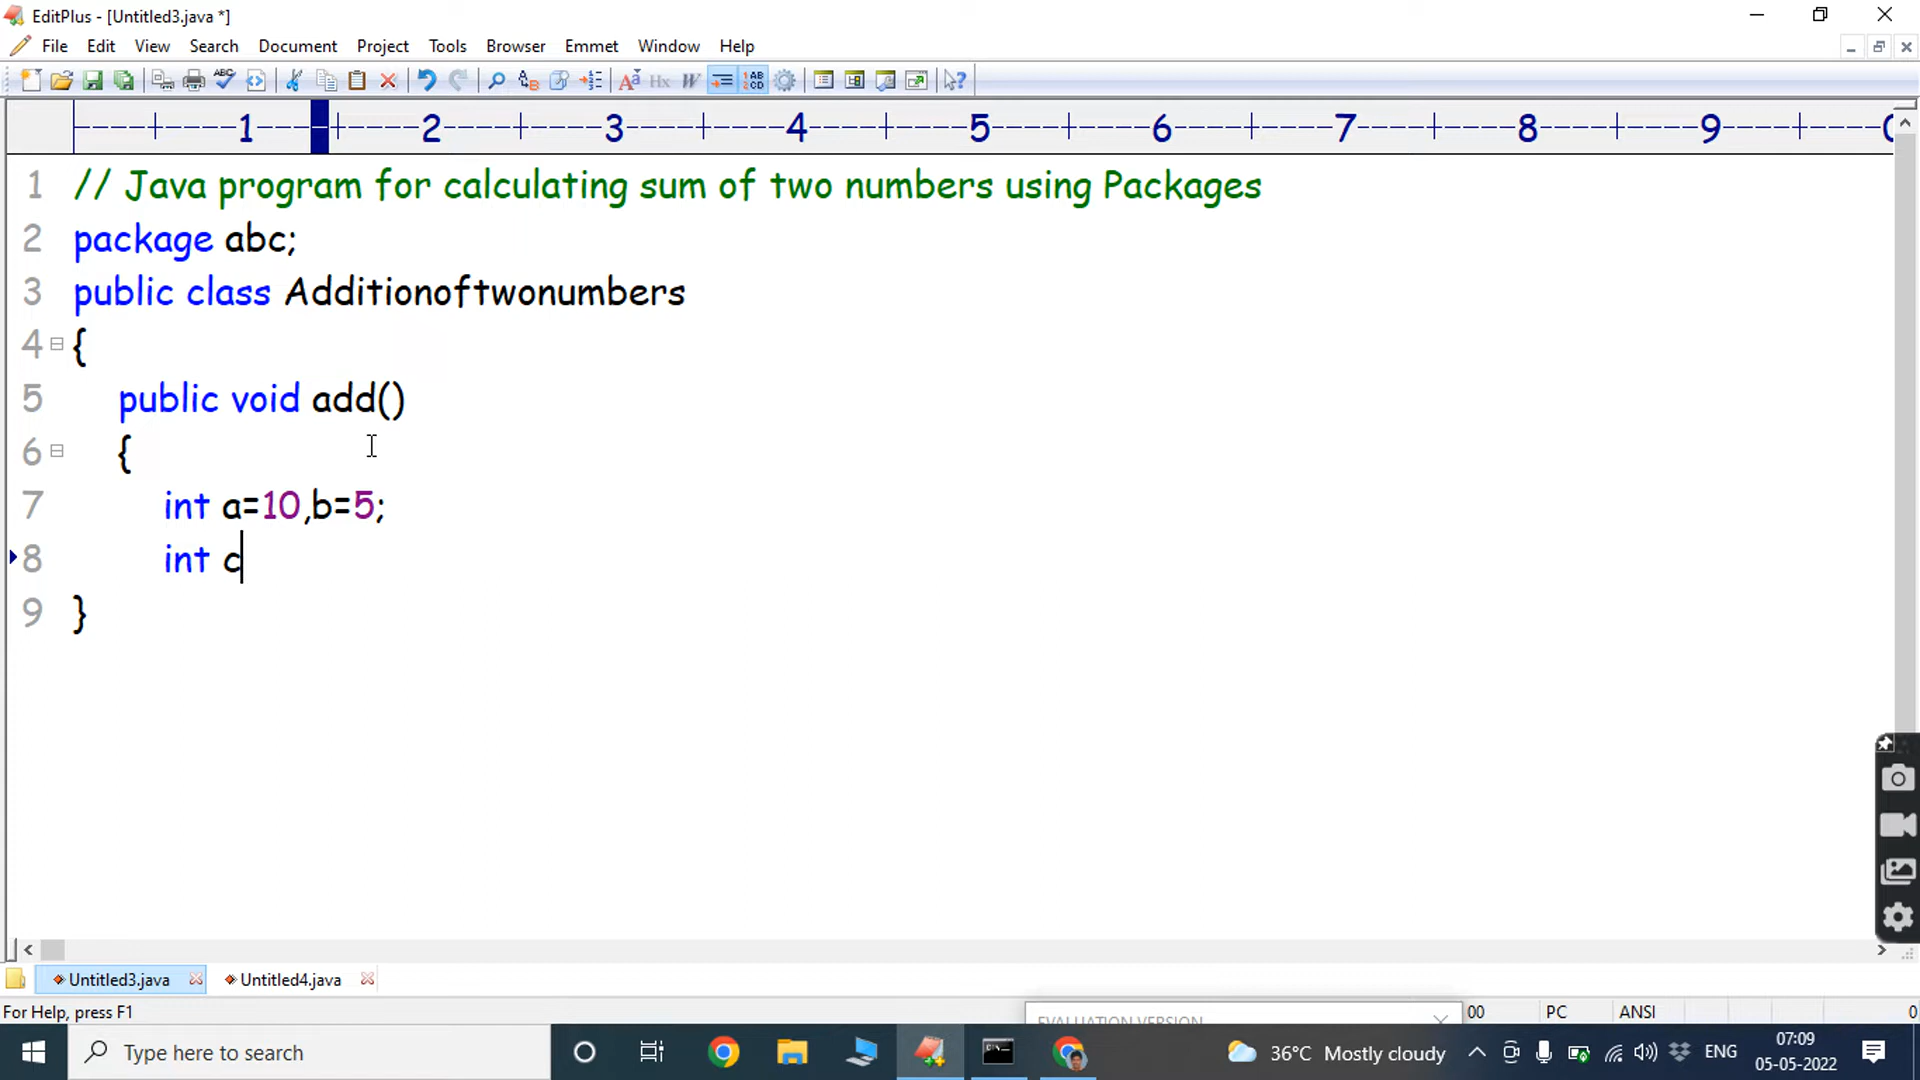 EditPlus - [Untitled3.java *]
File Edit View Search Document Project Tools Browser Emmet Window Help
----+----1----+----2----+----3----+----4----+----5----+----6----+----7----+----8----+----9----+----0
1 // Java program for calculating sum of two numbers using Packages
2 package abc;
3 public class Additionoftwonumbers
4 {
5 public void add()
6 {
7 int a=10,b=5;
8 int c
9 }
Untitled3.java Untitled4.java
For Help, press F1 EVALUATION VERSION 00 PC ANSI 0
Type here to search 36°C Mostly cloudy ENG 07:09
05-05-2022